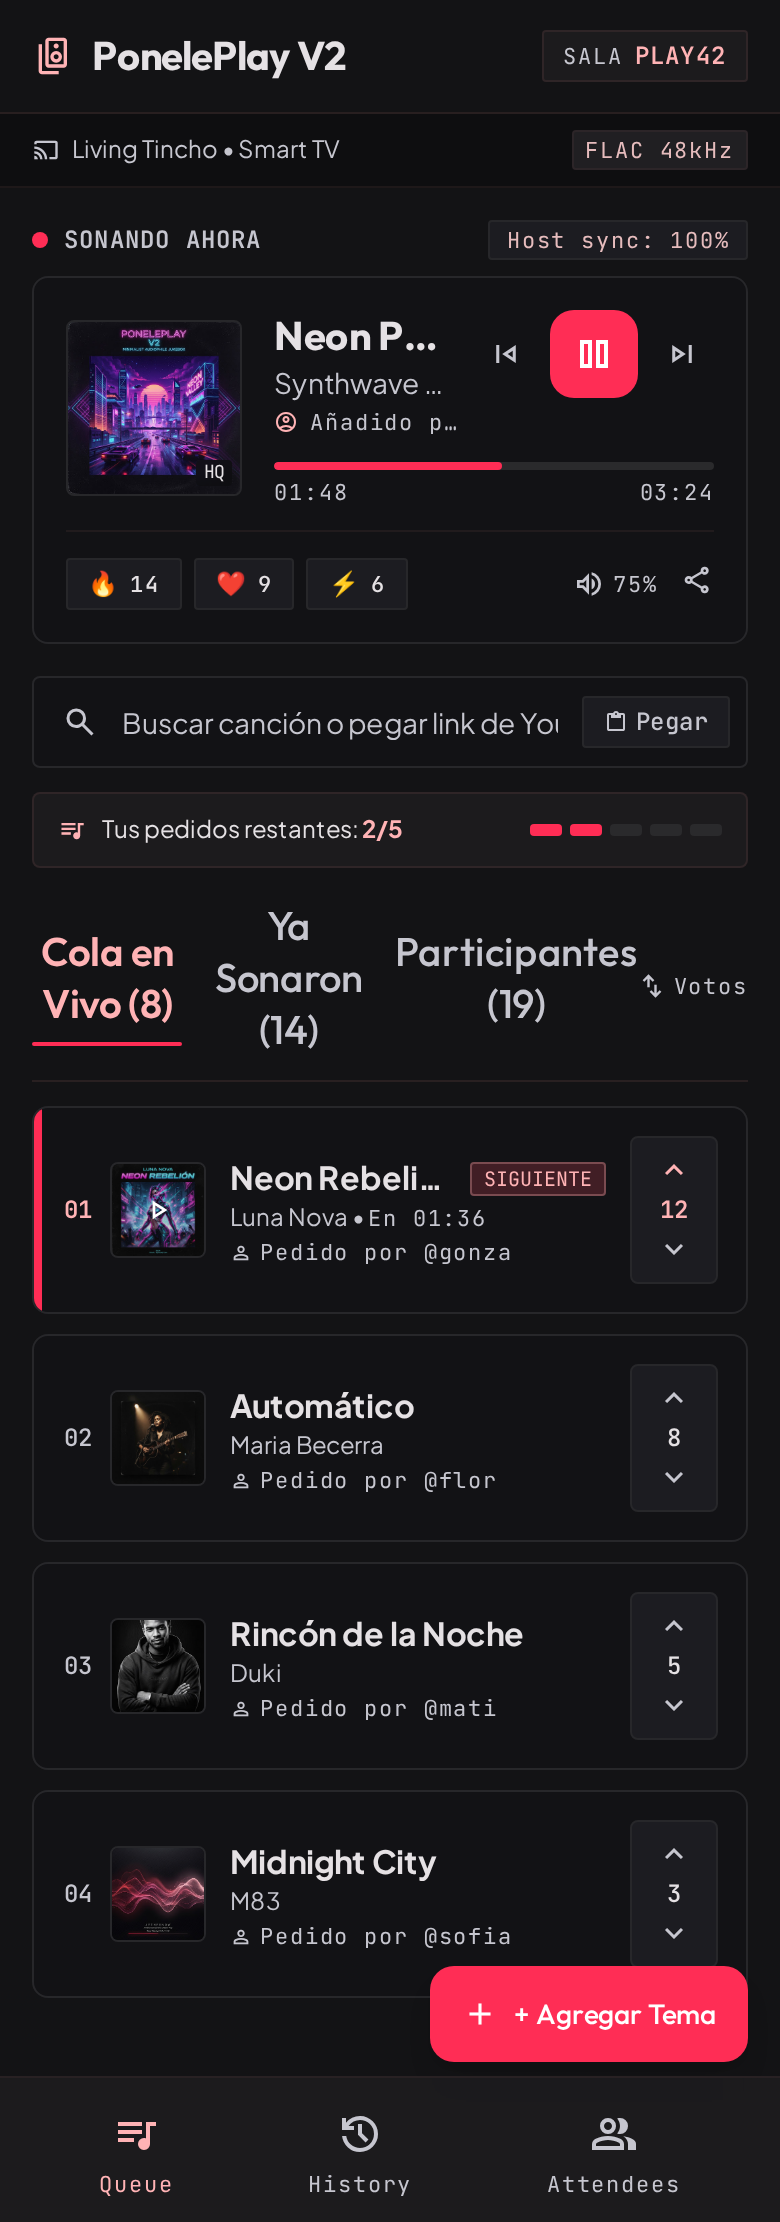 PonelePlay V2
SALA PLAY42
Living Tincho • Smart TV
FLAC 48kHz
SONANDO AHORA
Host sync: 100%
PONELEPLAY
V2
HQ
Neon P...
Synthwave ...
Añadido p...
01:48
03:24
🔥 14
❤️ 9
⚡ 6
75%
Buscar canción o pegar link de You
Pegar
Tus pedidos restantes: 2/5
Cola en
Vivo (8)
Ya
Sonaron
(14)
Participantes
(19)
Votos
01
LUNA NOVA
NEON REBELIÓN
Neon Rebeli...
SIGUIENTE
Luna Nova • En 01:36
Pedido por @gonza
12
02
Automático
Maria Becerra
Pedido por @flor
8
03
Rincón de la Noche
Duki
Pedido por @mati
5
04
Midnight City
M83
Pedido por @sofia
3
+ Agregar Tema
Queue
History
Attendees